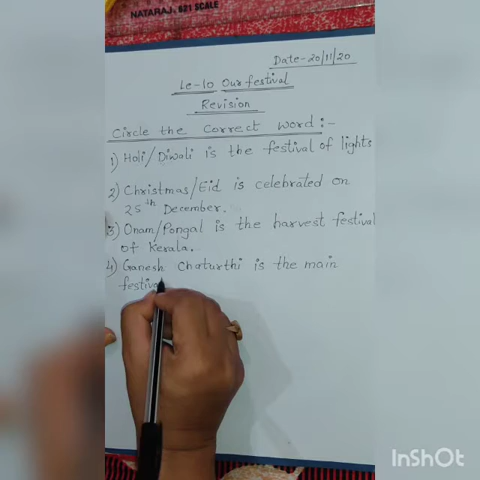 NATARAJ. 621 SCALE
Date-20/11/20
Le-10 Our festival
Revision
Circle the Correct Word:-
1) Holi/Diwali is the festival of lights
2) Christmas/Eid is celebrated on
25th December.
3) Onam/Pongal is the harvest festival
of Kerala.
4) Ganesh Chaturthi is the main
festiva
InShOt